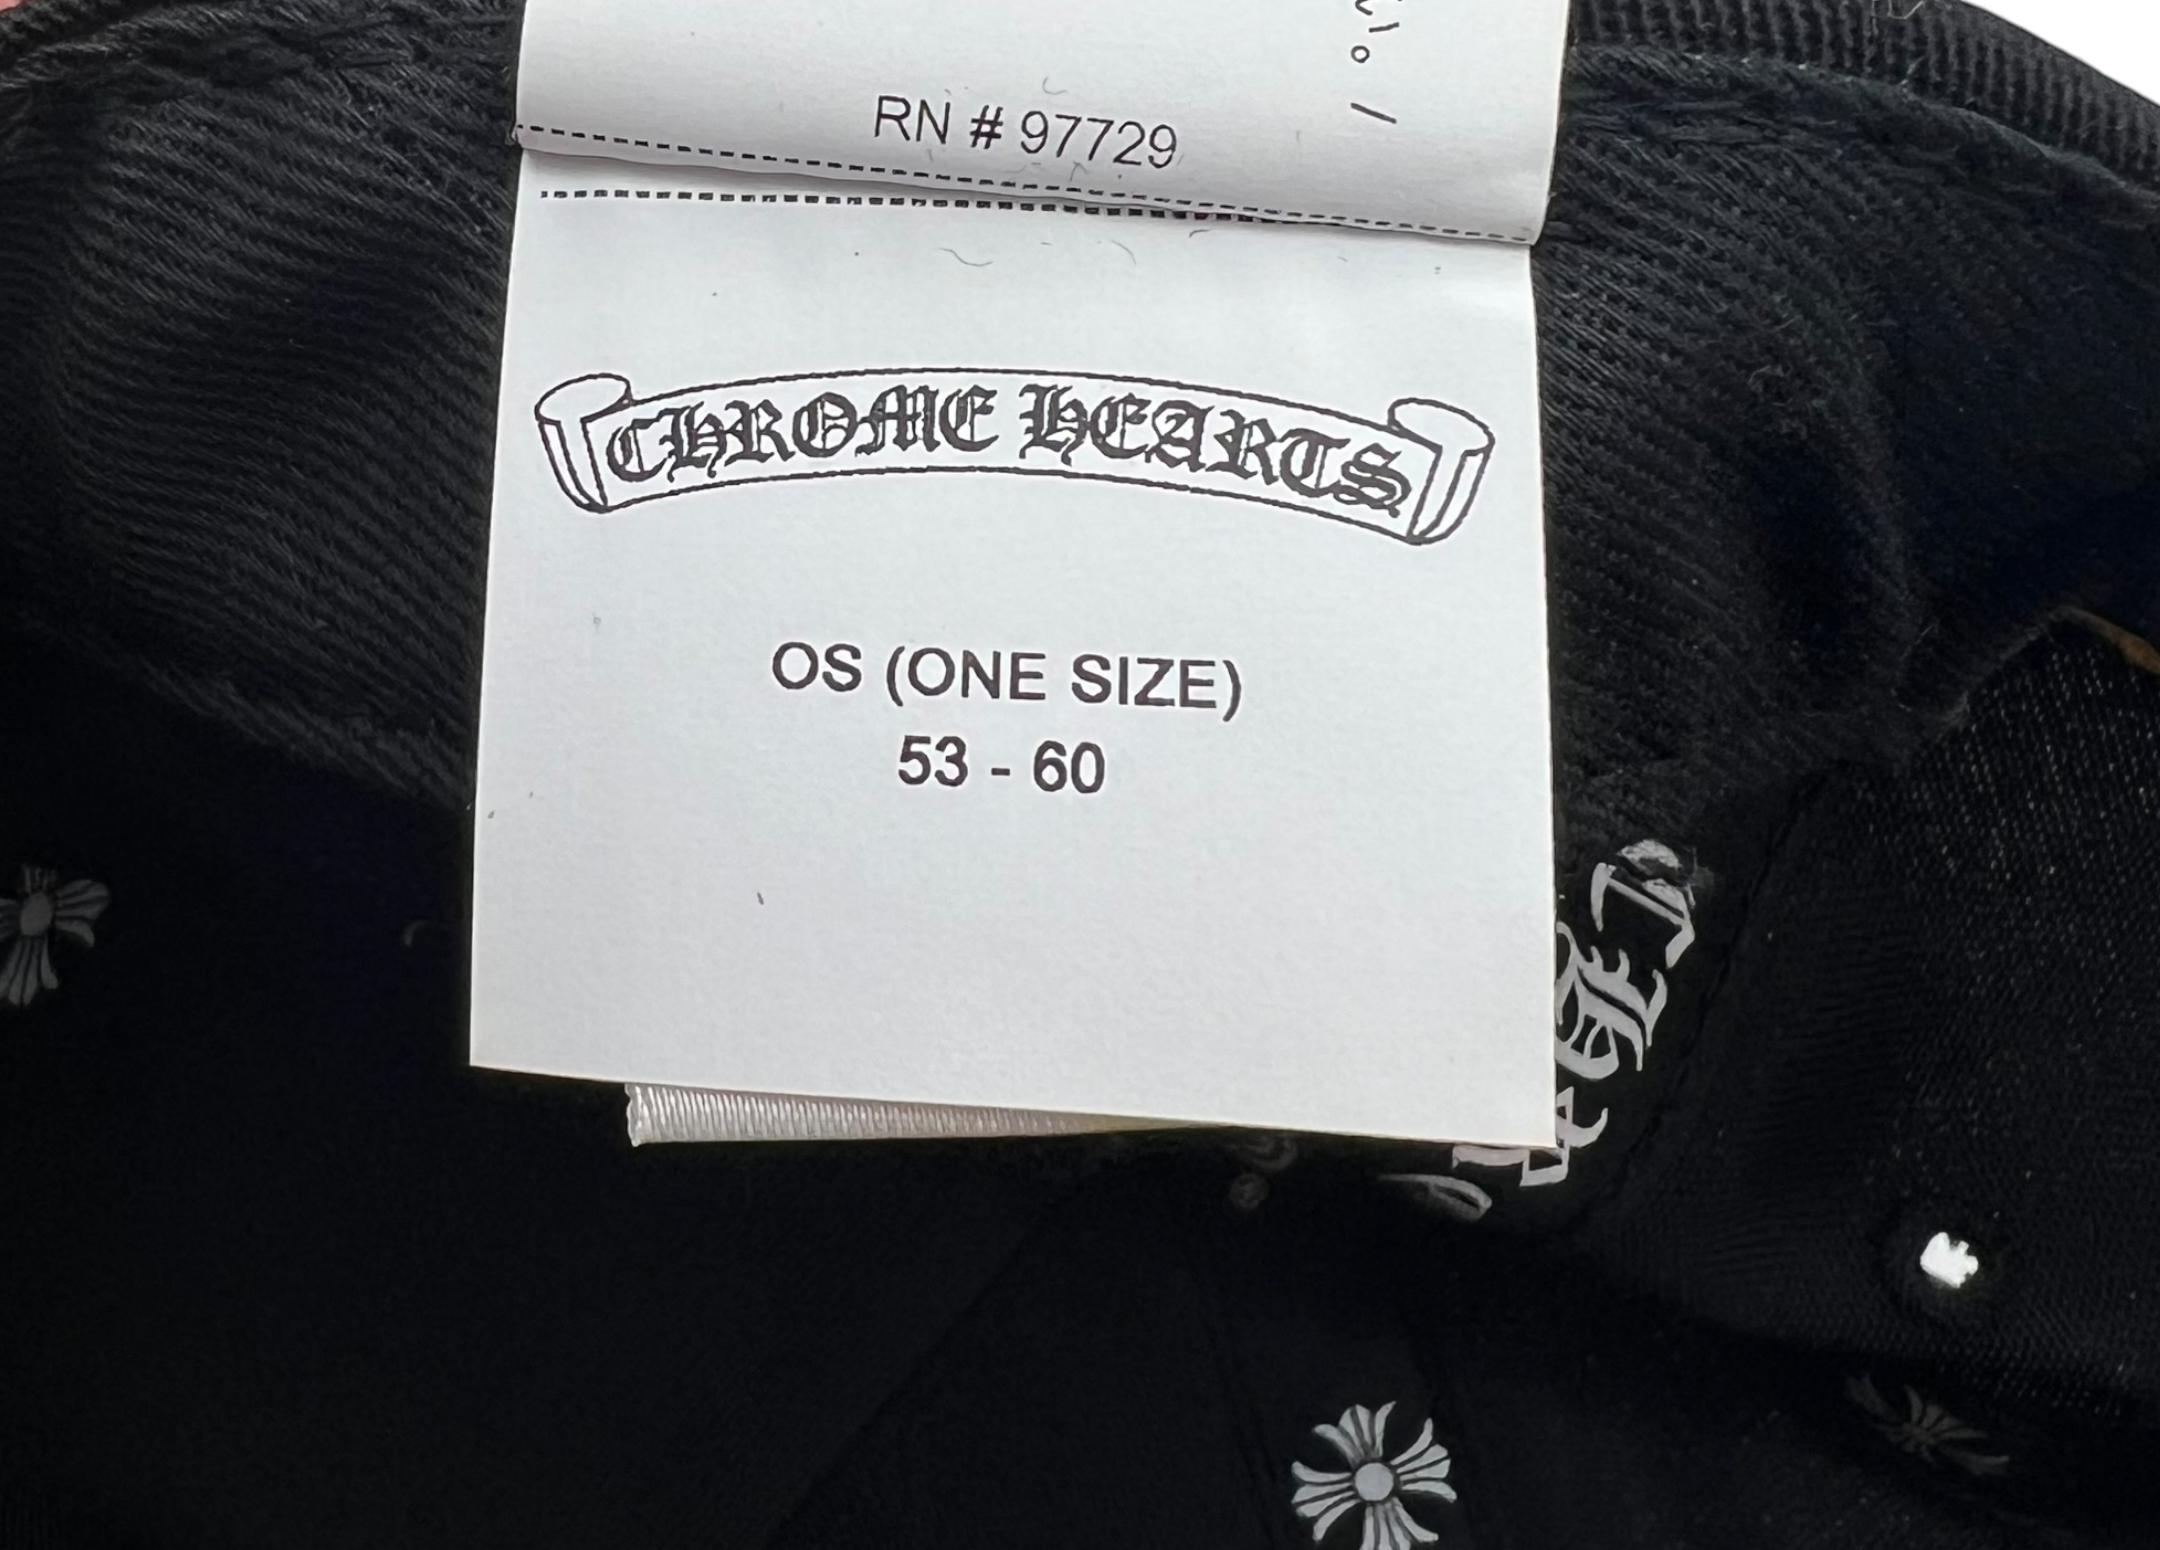 RN # 97729
CHROME HEARTS
OS (ONE SIZE)
53 - 60